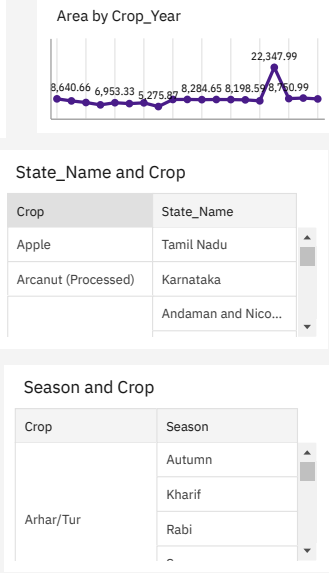 Area by Crop_Year
22,347.99
8,640.66 6,953.33 5,275.87 8,284.65 8,198.59 8,750.99
State_Name and Crop
Crop State_Name
Apple Tamil Nadu
Arcanut (Processed) Karnataka
Andaman and Nico...
Season and Crop
Crop Season
Autumn
Kharif
Arhar/Tur
Rabi